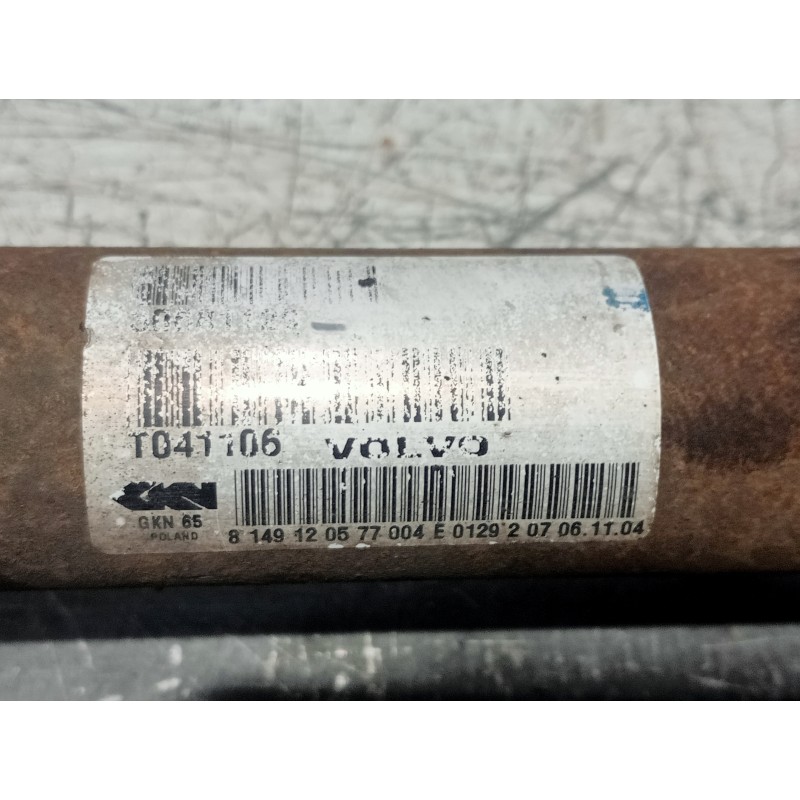 T041106 VOLVO
GKN
GKN 65
POLAND
8 149 12 05 77 004 E 0129 2 07 06.11.04